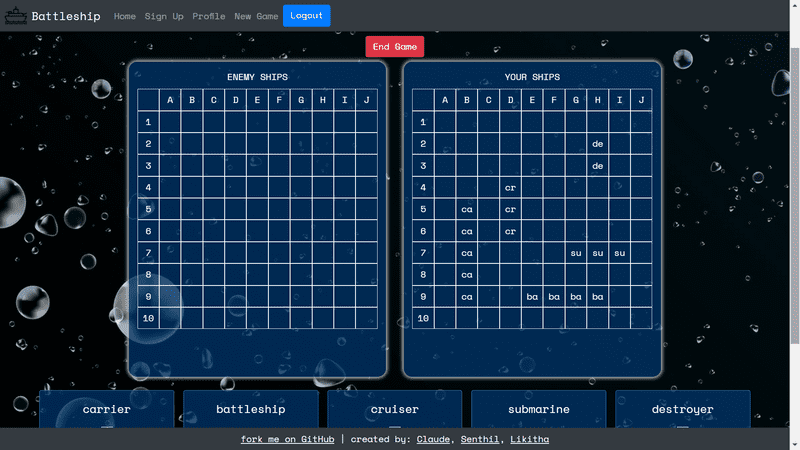 Battleship Home Sign Up Profile New Game Logout
End Game
ENEMY SHIPS
A B C D E F G H I J
1
2
3
4
5
6
7
8
9
10
YOUR SHIPS
A B C D E F G H I J
1
2 de
3 de
4 cr
5 ca cr
6 ca cr
7 ca su su su
8 ca
9 ca ba ba ba ba
10
carrier battleship cruiser submarine destroyer
fork me on GitHub | created by: Claude, Senthil, Likitha